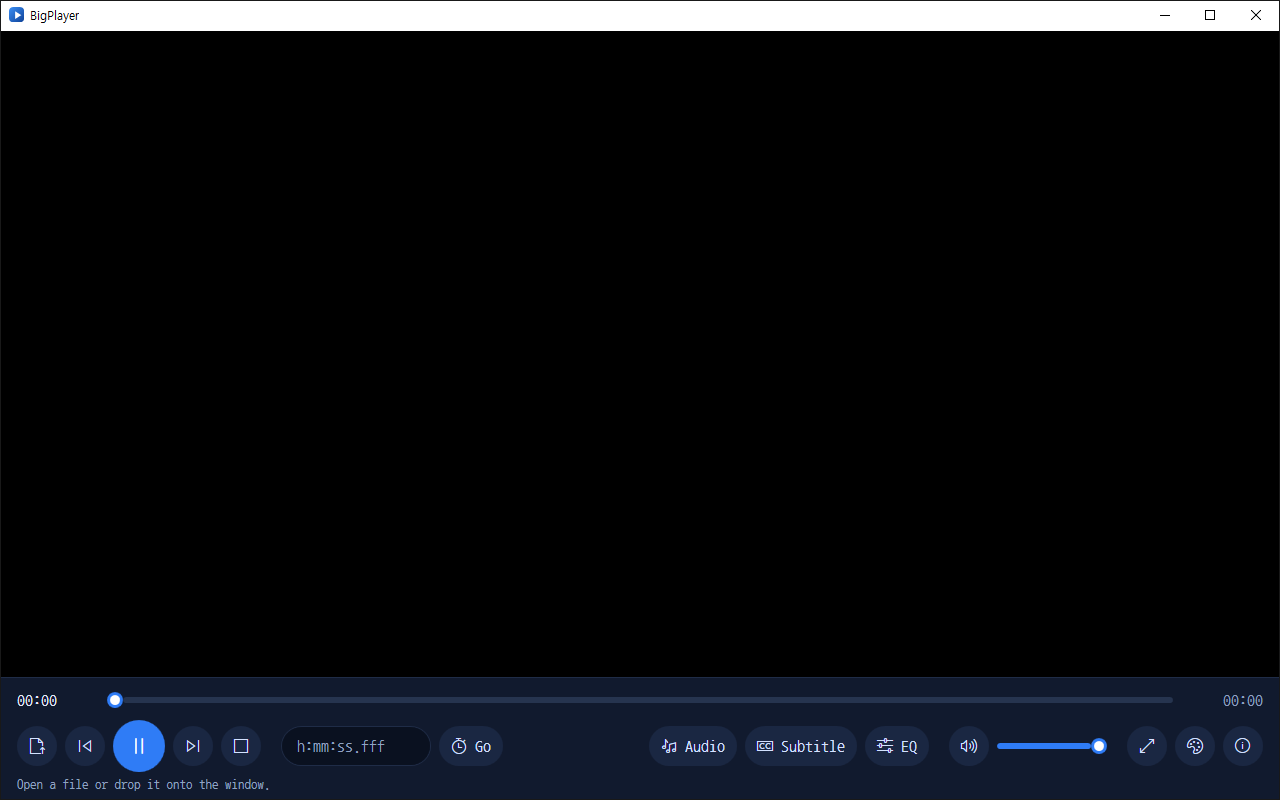 BigPlayer
00:00 00:00
h:mm:ss.fff Go Audio CC Subtitle EQ
Open a file or drop it onto the window.